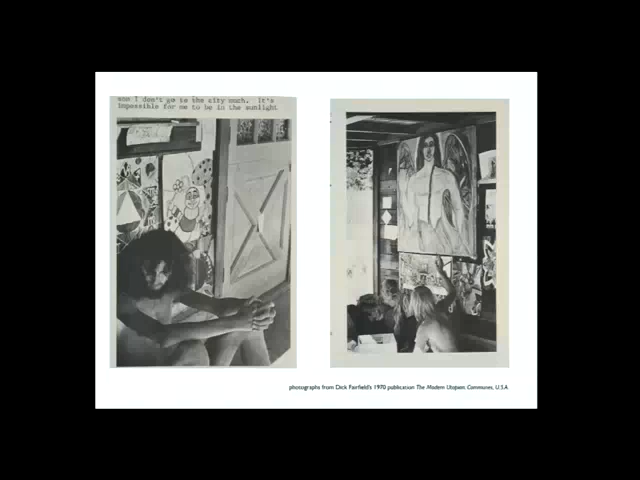 now I don't go to the city much. It's
impossible for me to be in the sunlight
photographs from Dick Fairfield's 1970 publication The Modern Utopian: Communes, U.S.A